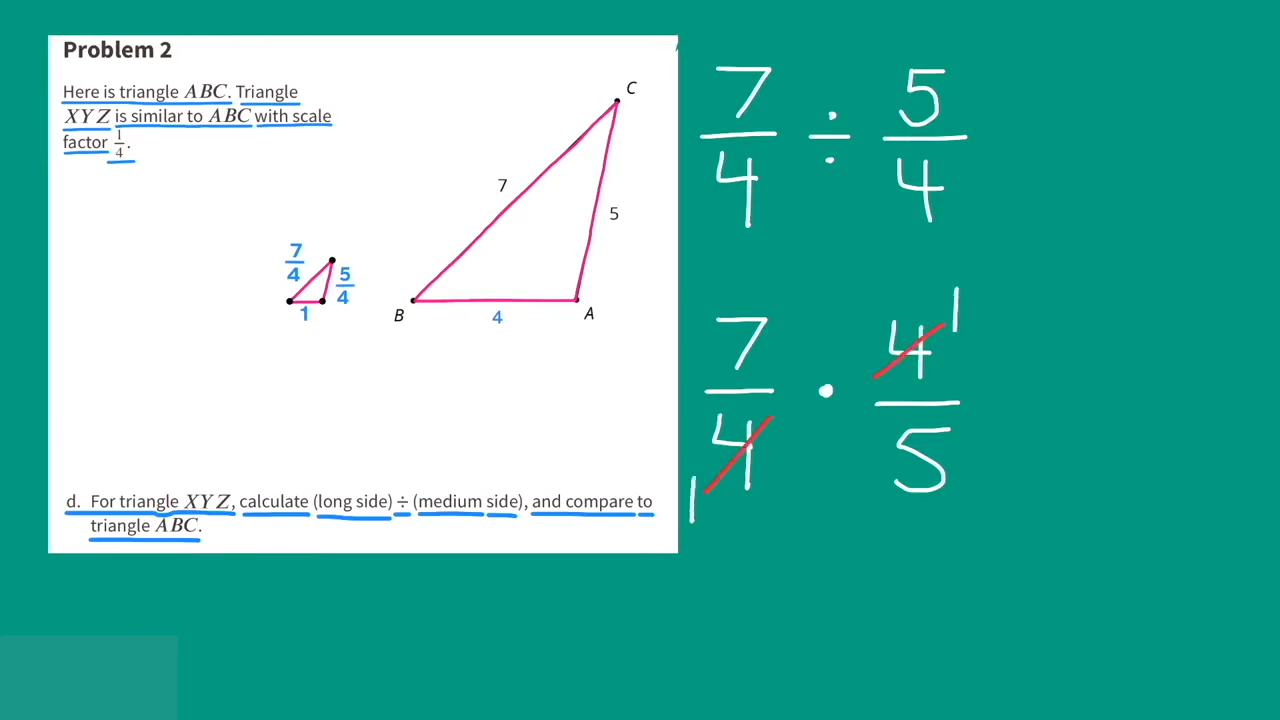 Problem 2
Here is triangle ABC. Triangle
XYZ is similar to ABC with scale
factor 1/4.
C
7
5
7/4
5/4
1
B
4
A
d. For triangle XYZ, calculate (long side) ÷ (medium side), and compare to
triangle ABC.
7/4 ÷ 5/4
7/4 · 4/5
1
1